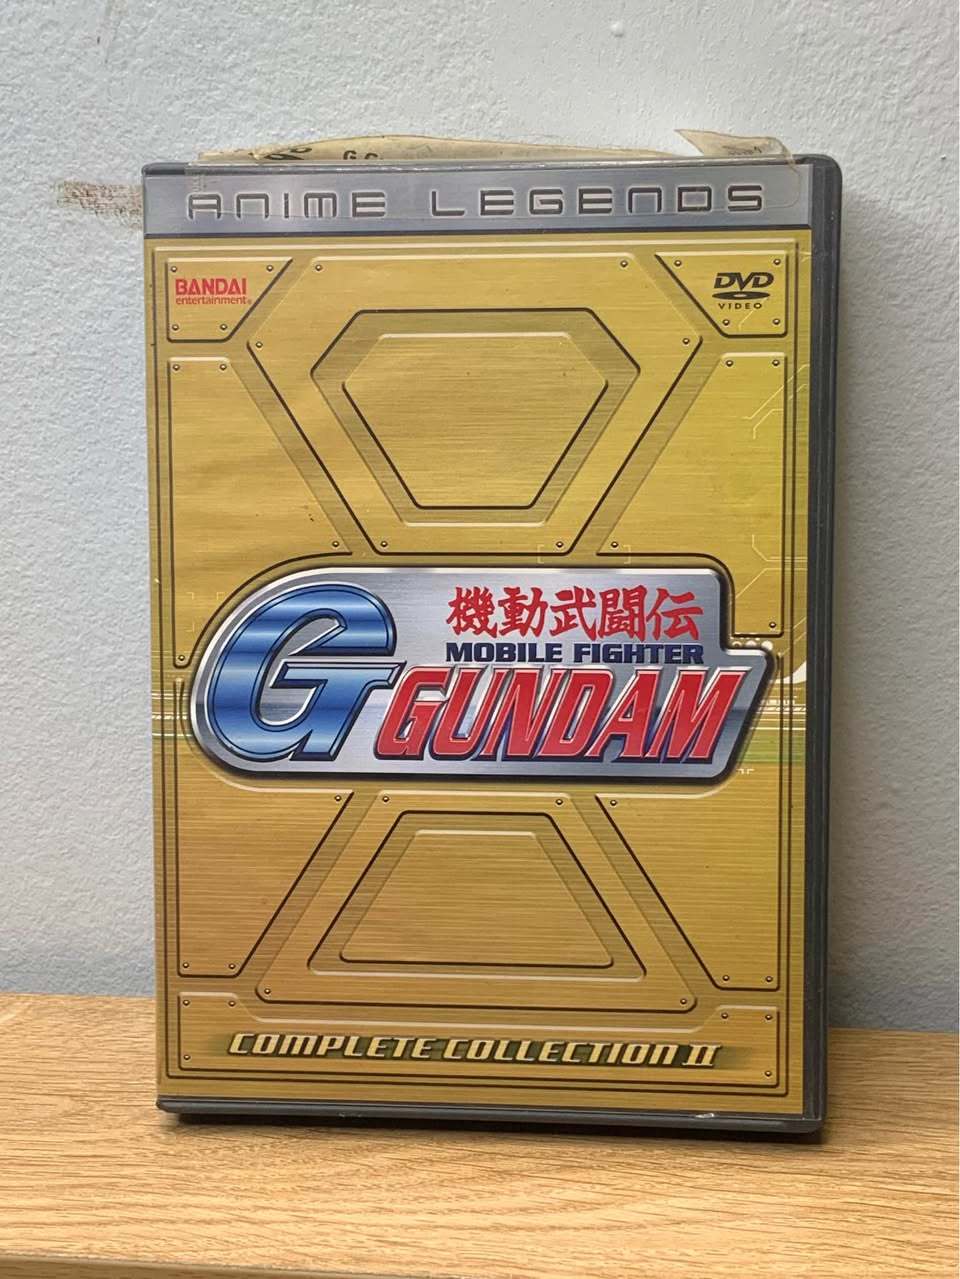 ANIME LEGENDS
BANDAI
entertainment®
DVD
VIDEO
G
機動武闘伝
MOBILE FIGHTER
GUNDAM
COMPLETE COLLECTION II